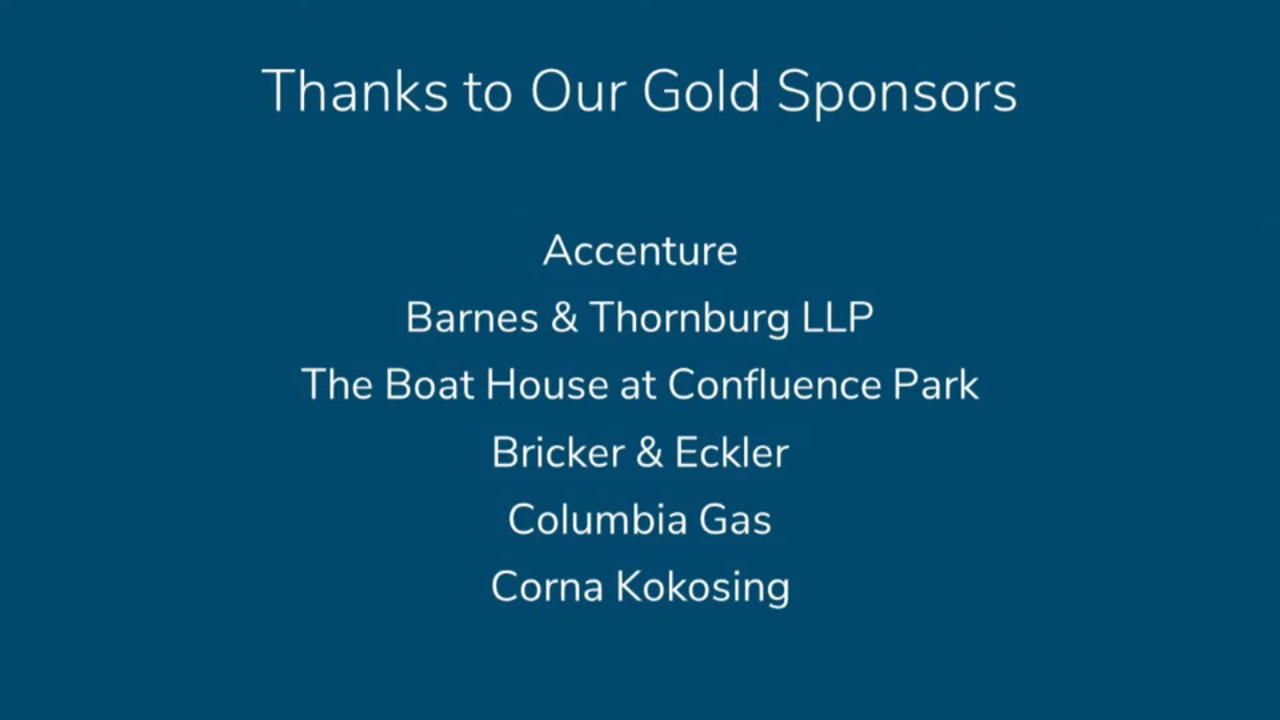 Thanks to Our Gold Sponsors
Accenture
Barnes & Thornburg LLP
The Boat House at Confluence Park
Bricker & Eckler
Columbia Gas
Corna Kokosing